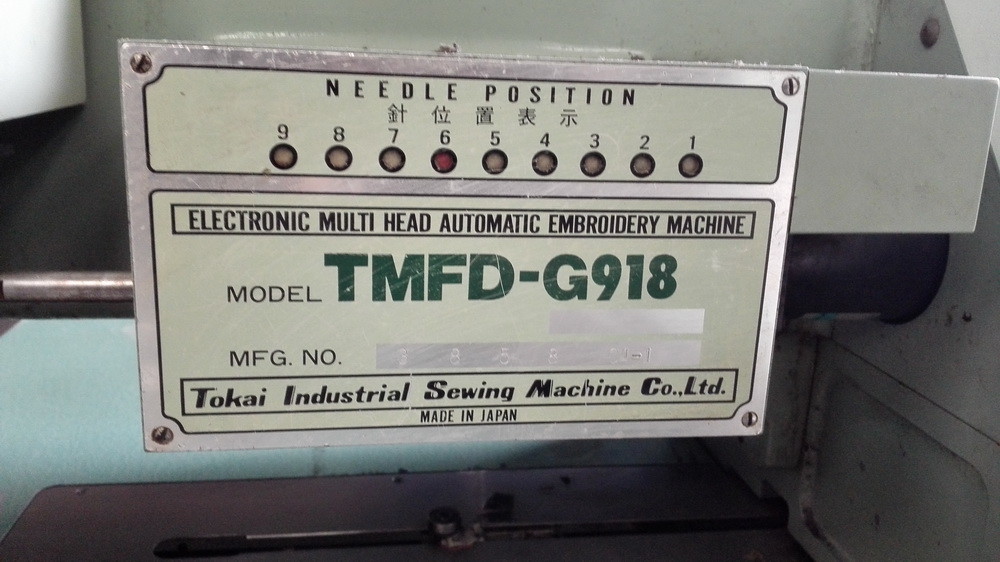 NEEDLE POSITION
針位置表示
9 8 7 6 5 4 3 2 1
ELECTRONIC MULTI HEAD AUTOMATIC EMBROIDERY MACHINE
MODEL TMFD-G918
MFG. NO.
Tokai Industrial Sewing Machine Co.,Ltd.
MADE IN JAPAN